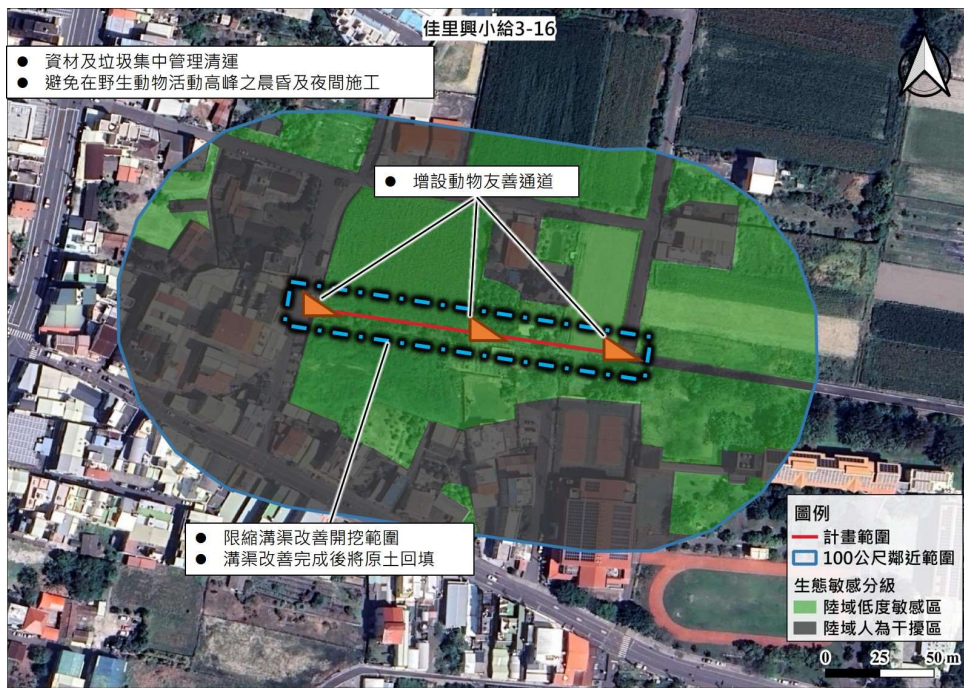 佳里興小給3-16
● 資材及垃圾集中管理清運
● 避免在野生動物活動高峰之晨昏及夜間施工
● 增設動物友善通道
● 限縮溝渠改善開挖範圍
● 溝渠改善完成後將原土回填
圖例
計畫範圍
100公尺鄰近範圍
生態敏感分級
陸域低度敏感區
陸域人為干擾區
0 25 50 m